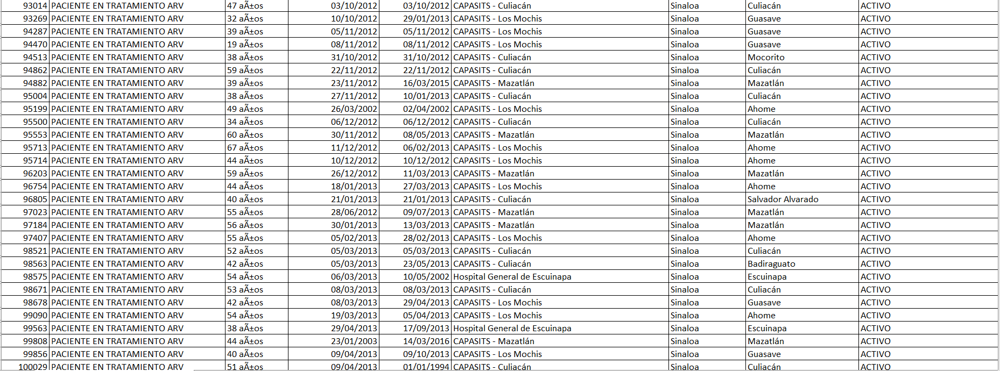 93014 PACIENTE EN TRATAMIENTO ARV 47 aÃ±os 03/10/2012 03/10/2012 CAPASITS - Culiacán Sinaloa Culiacán ACTIVO
93269 PACIENTE EN TRATAMIENTO ARV 32 aÃ±os 10/10/2012 29/01/2013 CAPASITS - Los Mochis Sinaloa Guasave ACTIVO
94287 PACIENTE EN TRATAMIENTO ARV 39 aÃ±os 05/11/2012 05/11/2012 CAPASITS - Los Mochis Sinaloa Guasave ACTIVO
94470 PACIENTE EN TRATAMIENTO ARV 19 aÃ±os 08/11/2012 08/11/2012 CAPASITS - Los Mochis Sinaloa Guasave ACTIVO
94513 PACIENTE EN TRATAMIENTO ARV 38 aÃ±os 31/10/2012 31/10/2012 CAPASITS - Culiacán Sinaloa Mocorito ACTIVO
94862 PACIENTE EN TRATAMIENTO ARV 59 aÃ±os 22/11/2012 22/11/2012 CAPASITS - Culiacán Sinaloa Culiacán ACTIVO
94882 PACIENTE EN TRATAMIENTO ARV 39 aÃ±os 23/11/2012 16/03/2015 CAPASITS - Mazatlán Sinaloa Mazatlán ACTIVO
95004 PACIENTE EN TRATAMIENTO ARV 38 aÃ±os 27/11/2012 10/01/2013 CAPASITS - Culiacán Sinaloa Culiacán ACTIVO
95199 PACIENTE EN TRATAMIENTO ARV 49 aÃ±os 26/03/2002 02/04/2002 CAPASITS - Los Mochis Sinaloa Ahome ACTIVO
95500 PACIENTE EN TRATAMIENTO ARV 34 aÃ±os 06/12/2012 06/12/2012 CAPASITS - Culiacán Sinaloa Culiacán ACTIVO
95553 PACIENTE EN TRATAMIENTO ARV 60 aÃ±os 30/11/2012 08/05/2013 CAPASITS - Mazatlán Sinaloa Mazatlán ACTIVO
95713 PACIENTE EN TRATAMIENTO ARV 67 aÃ±os 11/12/2012 06/02/2013 CAPASITS - Los Mochis Sinaloa Ahome ACTIVO
95714 PACIENTE EN TRATAMIENTO ARV 44 aÃ±os 10/12/2012 10/12/2012 CAPASITS - Los Mochis Sinaloa Ahome ACTIVO
96203 PACIENTE EN TRATAMIENTO ARV 59 aÃ±os 26/12/2012 11/03/2013 CAPASITS - Mazatlán Sinaloa Mazatlán ACTIVO
96754 PACIENTE EN TRATAMIENTO ARV 44 aÃ±os 18/01/2013 27/03/2013 CAPASITS - Los Mochis Sinaloa Ahome ACTIVO
96805 PACIENTE EN TRATAMIENTO ARV 40 aÃ±os 21/01/2013 21/01/2013 CAPASITS - Culiacán Sinaloa Salvador Alvarado ACTIVO
97023 PACIENTE EN TRATAMIENTO ARV 55 aÃ±os 28/06/2012 09/07/2013 CAPASITS - Mazatlán Sinaloa Mazatlán ACTIVO
97184 PACIENTE EN TRATAMIENTO ARV 56 aÃ±os 30/01/2013 13/03/2013 CAPASITS - Mazatlán Sinaloa Mazatlán ACTIVO
97407 PACIENTE EN TRATAMIENTO ARV 55 aÃ±os 05/02/2013 28/02/2013 CAPASITS - Los Mochis Sinaloa Ahome ACTIVO
98521 PACIENTE EN TRATAMIENTO ARV 52 aÃ±os 05/03/2013 05/03/2013 CAPASITS - Culiacán Sinaloa Culiacán ACTIVO
98563 PACIENTE EN TRATAMIENTO ARV 42 aÃ±os 05/03/2013 23/05/2013 CAPASITS - Culiacán Sinaloa Badiraguato ACTIVO
98575 PACIENTE EN TRATAMIENTO ARV 54 aÃ±os 06/03/2013 10/05/2002 Hospital General de Escuinapa Sinaloa Escuinapa ACTIVO
98671 PACIENTE EN TRATAMIENTO ARV 53 aÃ±os 08/03/2013 08/03/2013 CAPASITS - Culiacán Sinaloa Culiacán ACTIVO
98678 PACIENTE EN TRATAMIENTO ARV 42 aÃ±os 08/03/2013 29/04/2013 CAPASITS - Los Mochis Sinaloa Guasave ACTIVO
99090 PACIENTE EN TRATAMIENTO ARV 54 aÃ±os 19/03/2013 05/04/2013 CAPASITS - Los Mochis Sinaloa Ahome ACTIVO
99563 PACIENTE EN TRATAMIENTO ARV 38 aÃ±os 29/04/2013 17/09/2013 Hospital General de Escuinapa Sinaloa Escuinapa ACTIVO
99808 PACIENTE EN TRATAMIENTO ARV 44 aÃ±os 23/01/2003 14/03/2016 CAPASITS - Mazatlán Sinaloa Mazatlán ACTIVO
99856 PACIENTE EN TRATAMIENTO ARV 40 aÃ±os 09/04/2013 09/10/2013 CAPASITS - Los Mochis Sinaloa Guasave ACTIVO
100029 PACIENTE EN TRATAMIENTO ARV 51 aÃ±os 09/04/2013 01/01/1994 CAPASITS - Culiacán Sinaloa Culiacán ACTIVO